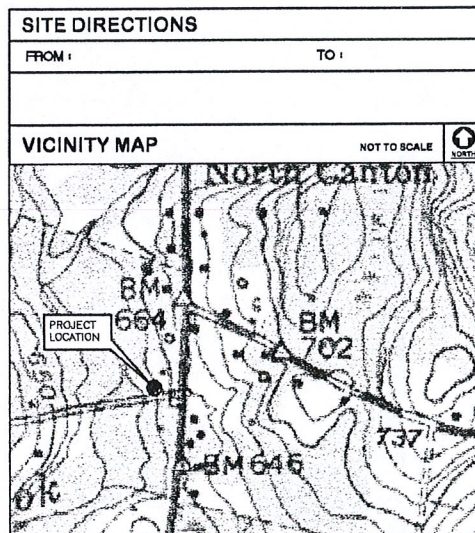 SITE DIRECTIONS
FROM :
TO :
VICINITY MAP
NOT TO SCALE
NORTH
North Canton
BM
664
BM
702
PROJECT
LOCATION
737
BM 646